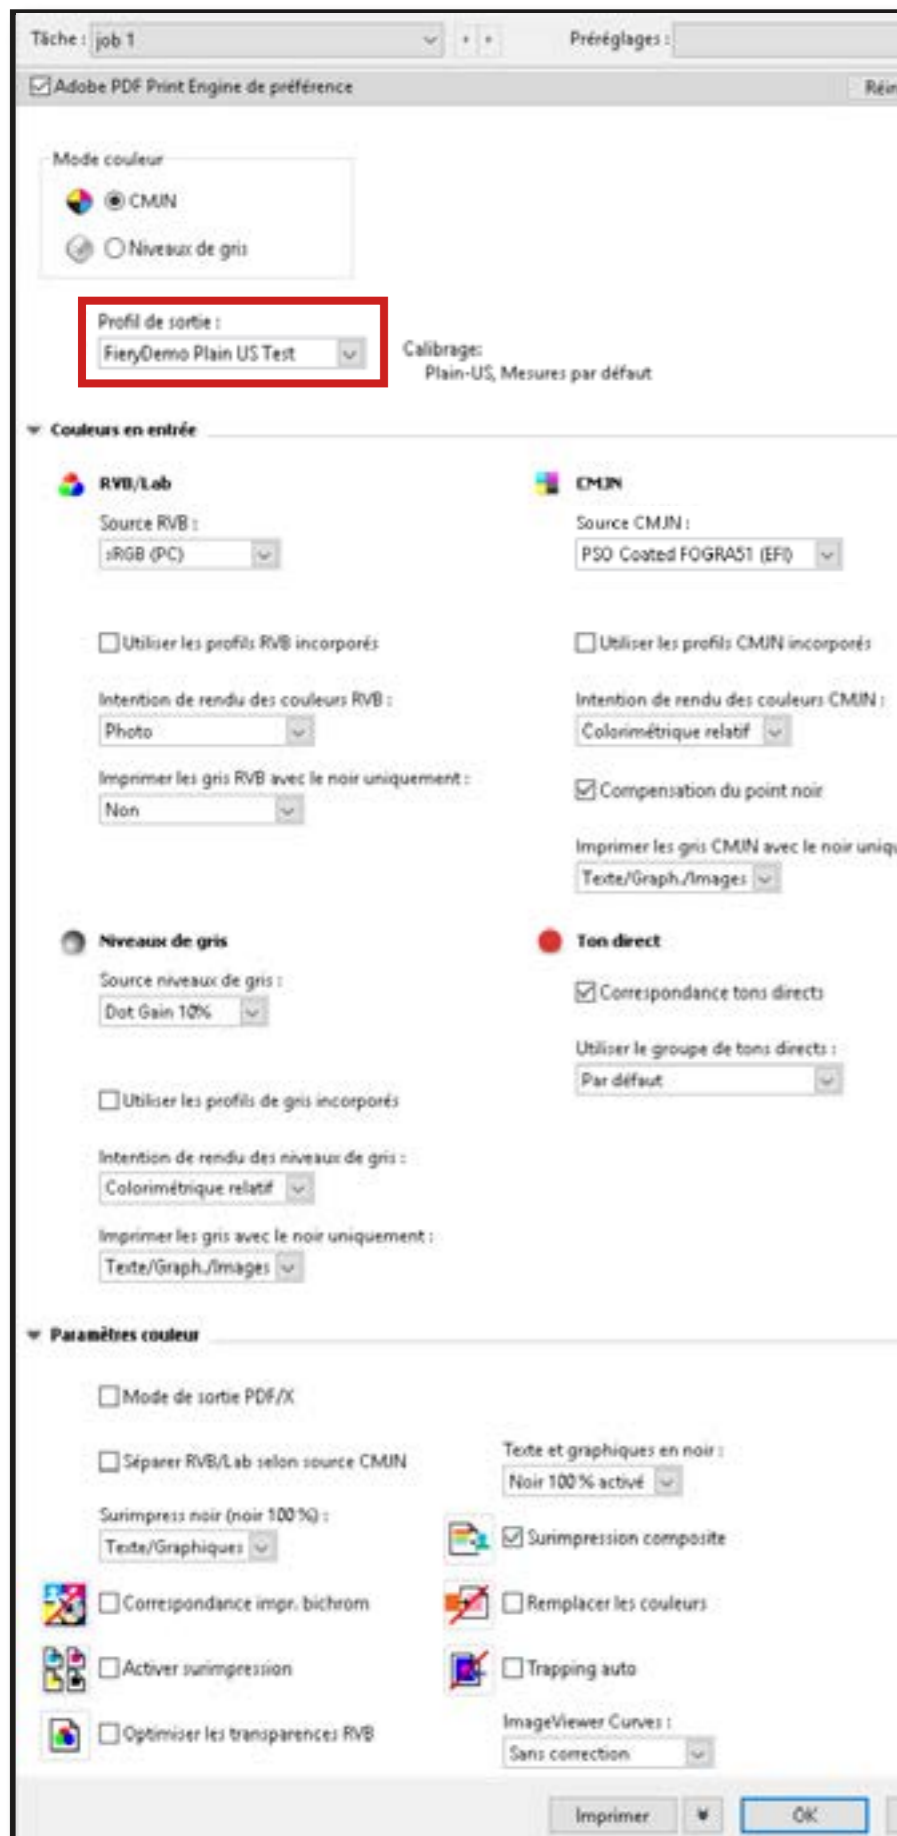 Tâche : job 1
Préréglages :
Adobe PDF Print Engine de préférence
Réin
Mode couleur
CMJN
Niveaux de gris
Profil de sortie :
FieryDemo Plain US Test
Calibrage:
Plain-US, Mesures par défaut
Couleurs en entrée
RVB/Lab
CMJN
Source RVB :
Source CMJN :
sRGB (PC)
PSO Coated FOGRA51 (EFI)
Utiliser les profils RVB incorporés
Utiliser les profils CMJN incorporés
Intention de rendu des couleurs RVB :
Intention de rendu des couleurs CMJN :
Photo
Colorimétrique relatif
Imprimer les gris RVB avec le noir uniquement :
Compensation du point noir
Non
Imprimer les gris CMJN avec le noir uniqu
Texte/Graph./Images
Niveaux de gris
Ton direct
Source niveaux de gris :
Correspondance tons directs
Dot Gain 10%
Utiliser le groupe de tons directs :
Par défaut
Utiliser les profils de gris incorporés
Intention de rendu des niveaux de gris :
Colorimétrique relatif
Imprimer les gris avec le noir uniquement :
Texte/Graph./Images
Paramètres couleur
Mode de sortie PDF/X
Texte et graphiques en noir :
Séparer RVB/Lab selon source CMJN
Noir 100 % activé
Surimpress noir (noir 100 %) :
Texte/Graphiques
Surimpression composite
Correspondance impr. bichrom
Remplacer les couleurs
Activer surimpression
Trapping auto
ImageViewer Curves :
Optimiser les transparences RVB
Sans correction
Imprimer
OK